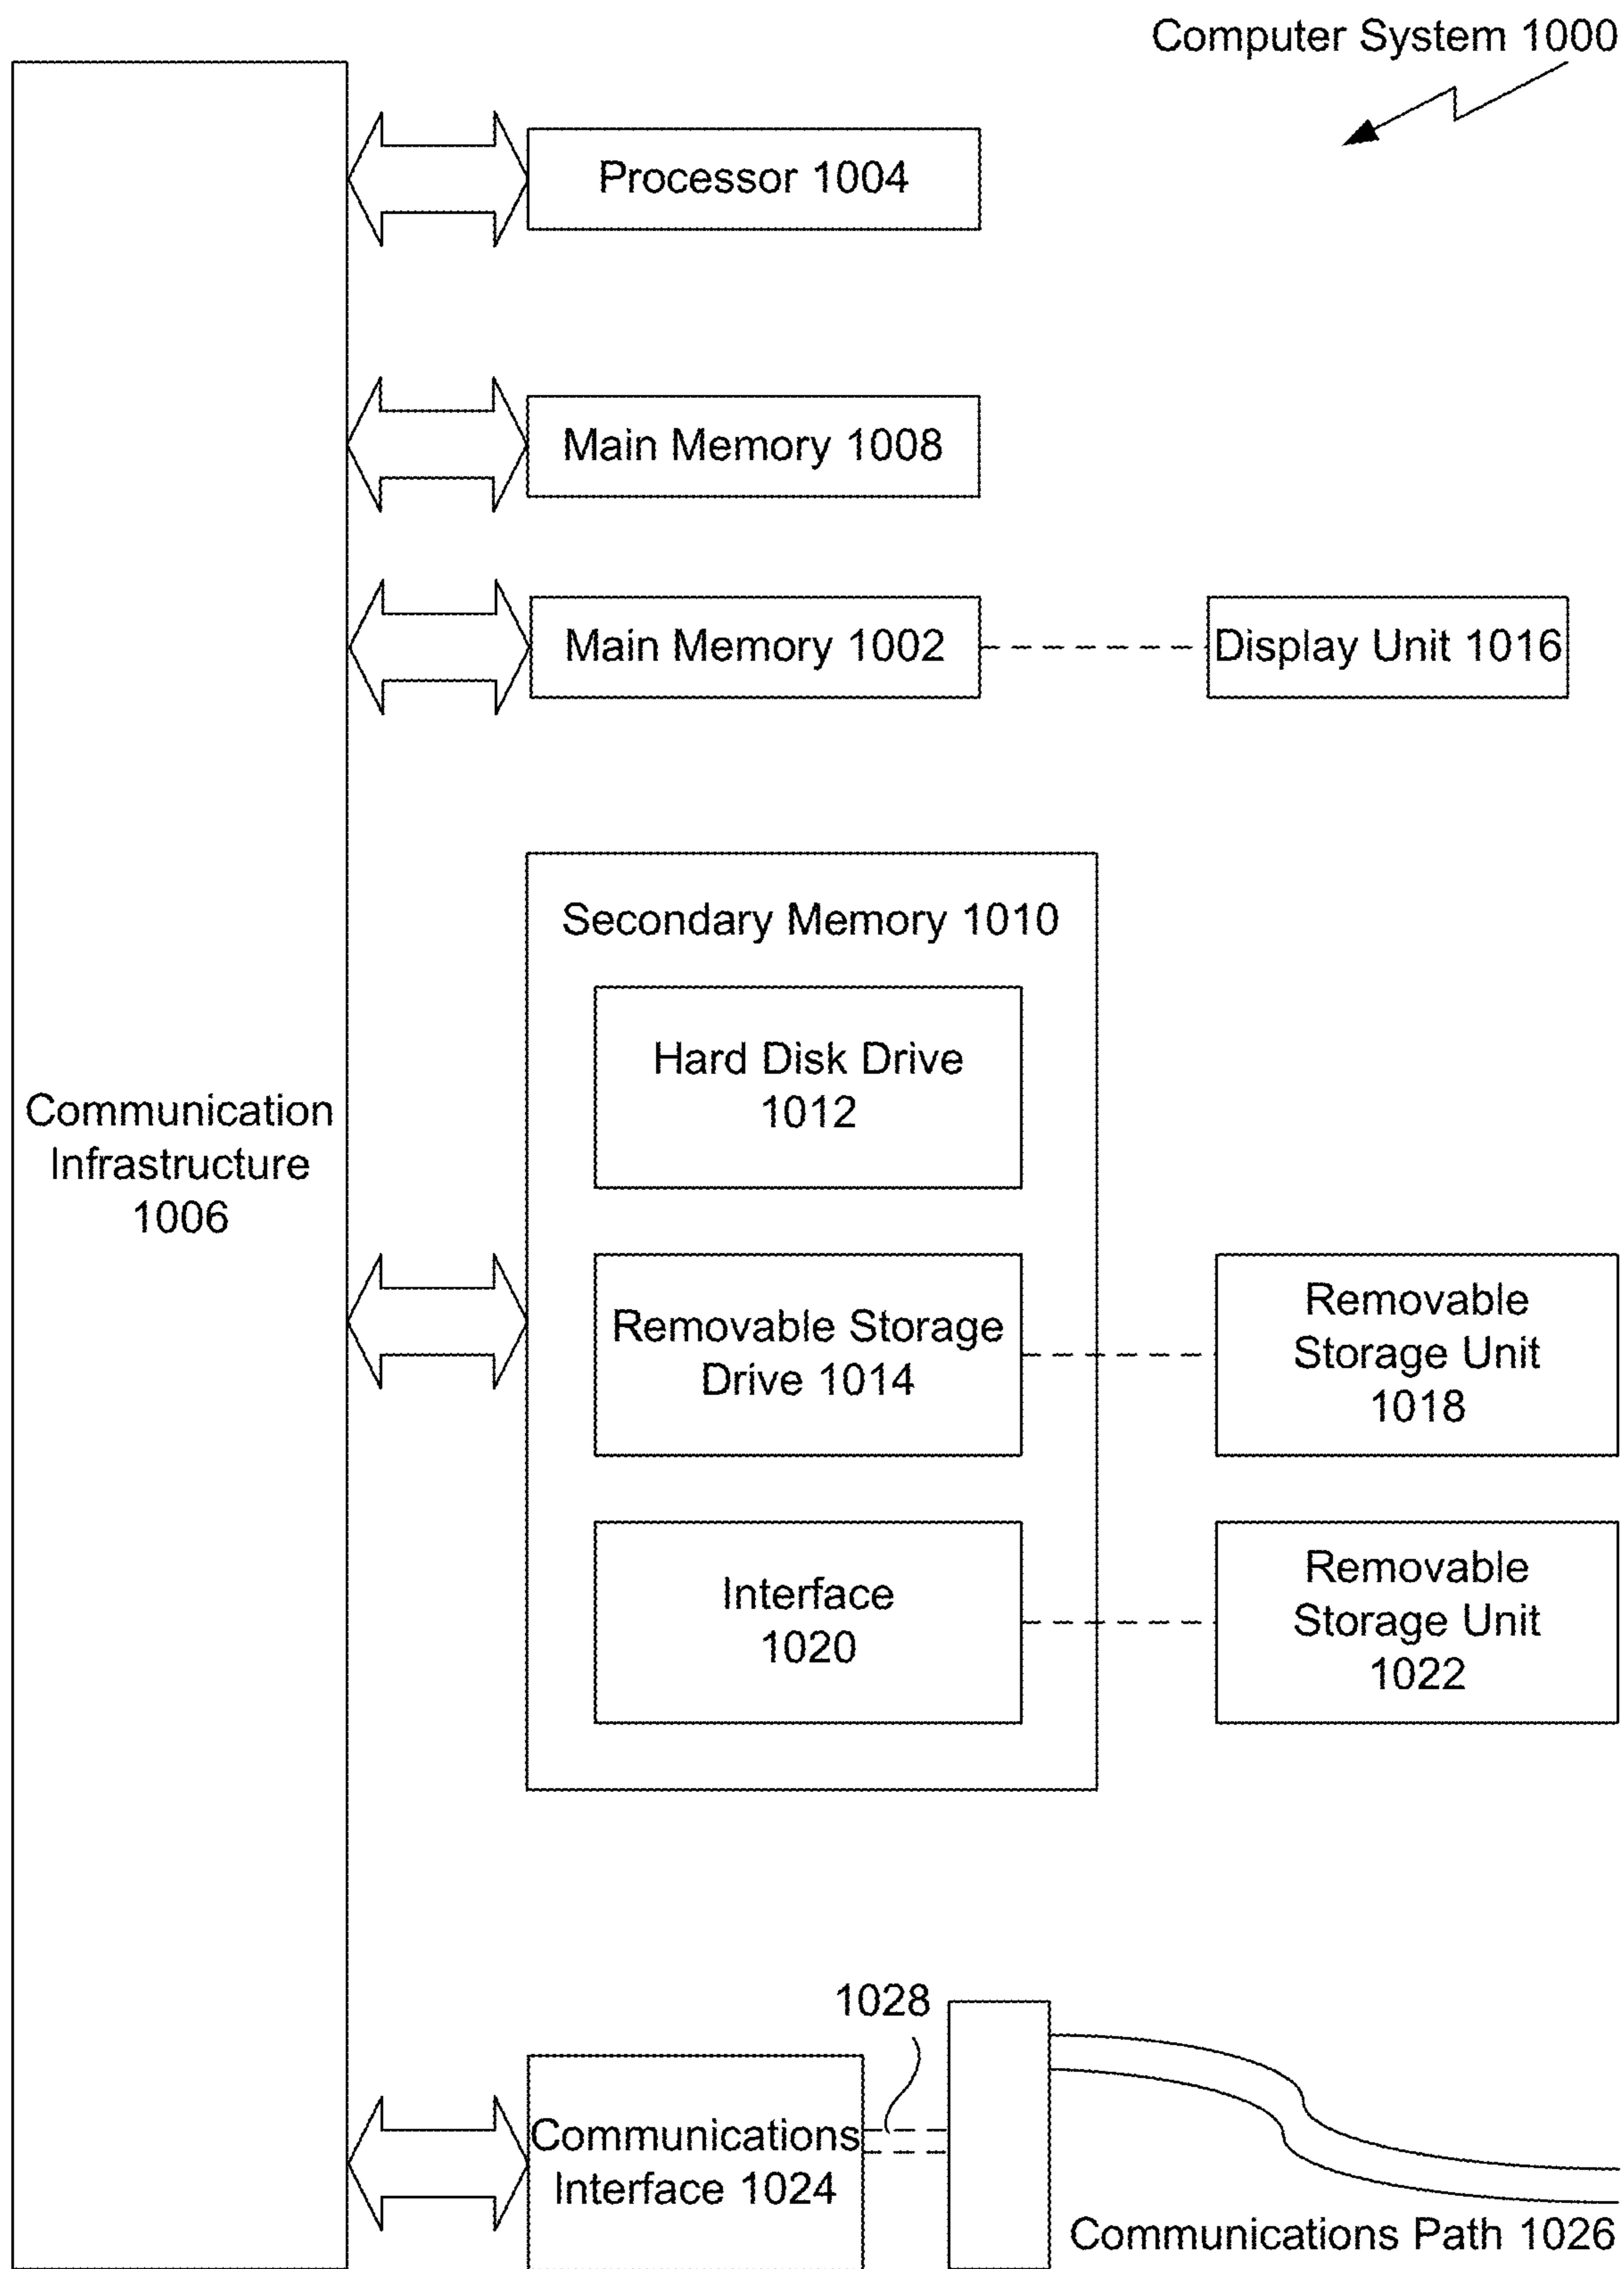 Computer System 1000
Processor 1004
Main Memory 1008
Main Memory 1002
Display Unit 1016
Secondary Memory 1010
Hard Disk Drive
1012
Communication
Infrastructure
1006
Removable Storage
Drive 1014
Removable
Storage Unit
1018
Interface
1020
Removable
Storage Unit
1022
1028
Communications
Interface 1024
Communications Path 1026